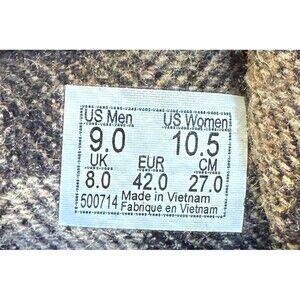 US Men US Women
9.0 10.5
UK EUR CM
8.0 42.0 27.0
500714 Made in Vietnam
Fabriqué en Vietnam